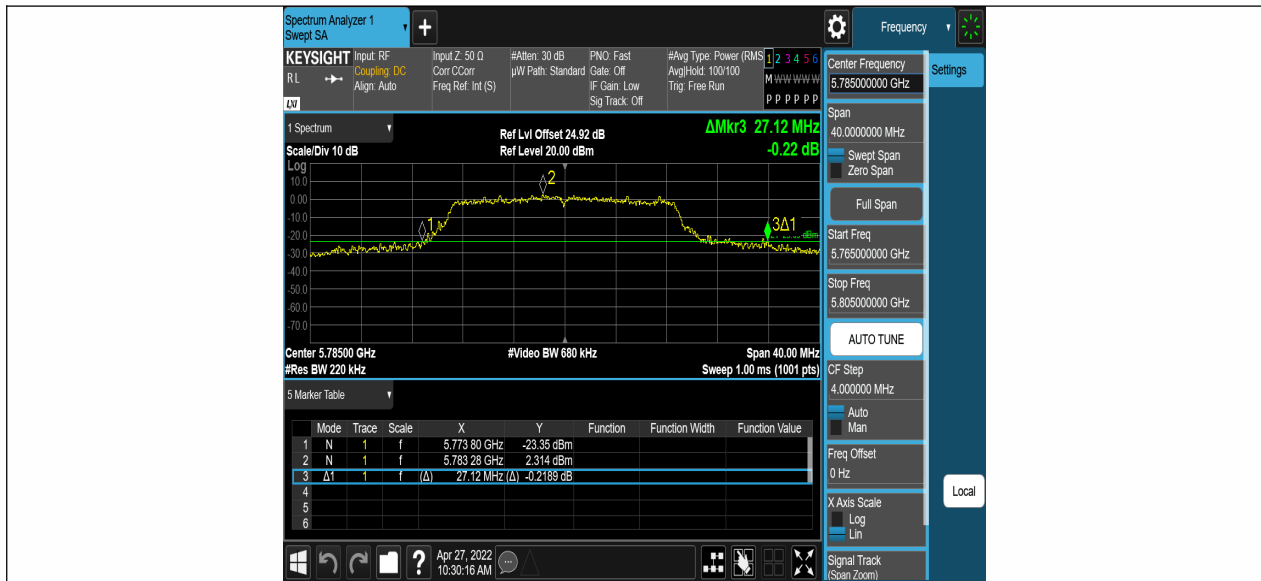 Spectrum Analyzer 1
Swept SA
+
Frequency
KEYSIGHT
RL
LXI
Input: RF
Coupling: DC
Align: Auto
Input Z: 50 Ω
Corr CCorr
Freq Ref: Int (S)
#Atten: 30 dB
µW Path: Standard
PNO: Fast
Gate: Off
IF Gain: Low
Sig Track: Off
#Avg Type: Power (RMS
Avg|Hold: 100/100
Trig: Free Run
1 2 3 4 5 6
M W W W W W
P P P P P P
1 Spectrum
Scale/Div 10 dB
Ref Lvl Offset 24.92 dB
Ref Level 20.00 dBm
ΔMkr3 27.12 MHz
-0.22 dB
Log
10.0
0.00
-10.0
-20.0
-30.0
-40.0
-50.0
-60.0
-70.0
1
2
3Δ1
dBm
Center 5.78500 GHz
#Res BW 220 kHz
#Video BW 680 kHz
Span 40.00 MHz
Sweep 1.00 ms (1001 pts)
5 Marker Table
Mode Trace Scale X Y Function Function Width Function Value
1 N 1 f 5.773 80 GHz -23.35 dBm
2 N 1 f 5.783 28 GHz 2.314 dBm
3 Δ1 1 f (Δ) 27.12 MHz (Δ) -0.2189 dB
4
5
6
Apr 27, 2022
10:30:16 AM
?
Center Frequency
5.785000000 GHz
Span
40.0000000 MHz
Swept Span
Zero Span
Full Span
Start Freq
5.765000000 GHz
Stop Freq
5.805000000 GHz
AUTO TUNE
CF Step
4.000000 MHz
Auto
Man
Freq Offset
0 Hz
X Axis Scale
Log
Lin
Signal Track
(Span Zoom)
Settings
Local